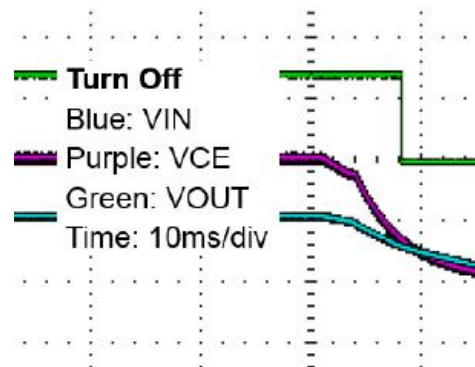 Turn Off
Blue: VIN
Purple: VCE
Green: VOUT
Time: 10ms/div